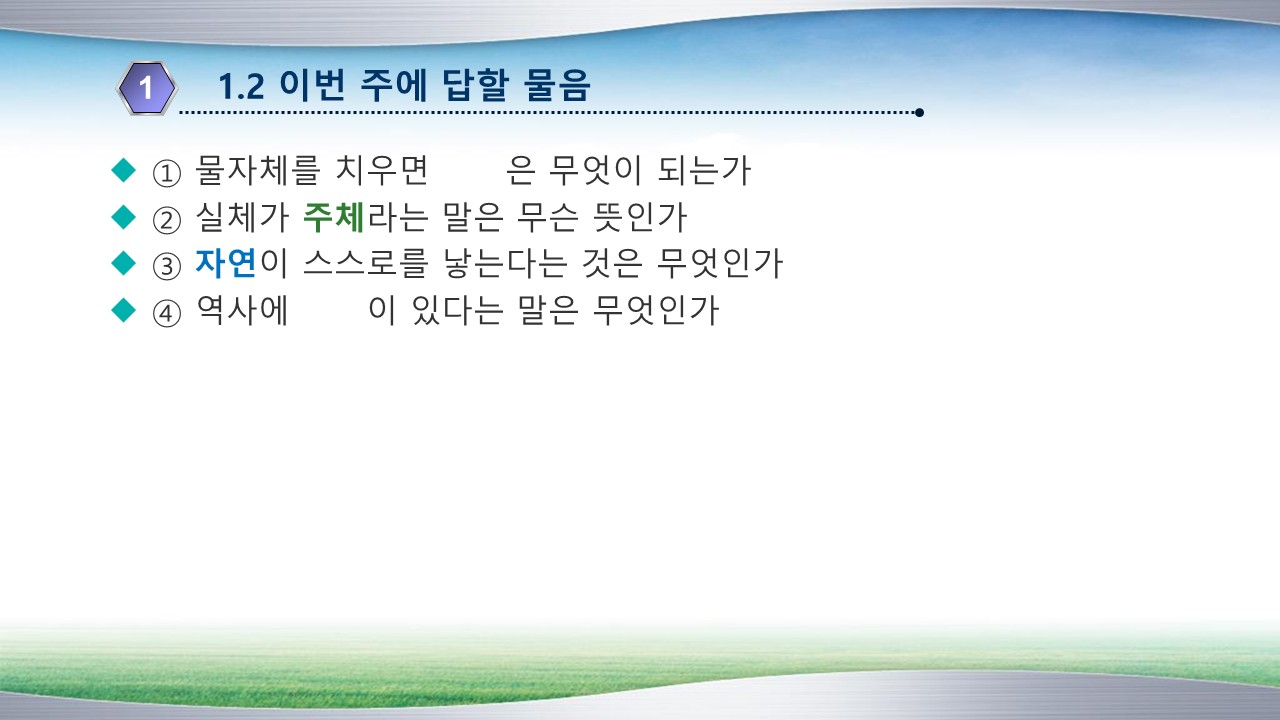 1
1.2 이번 주에 답할 물음
① 물자체를 치우면 은 무엇이 되는가
② 실체가 주체라는 말은 무슨 뜻인가
③ 자연이 스스로를 낳는다는 것은 무엇인가
④ 역사에 이 있다는 말은 무엇인가